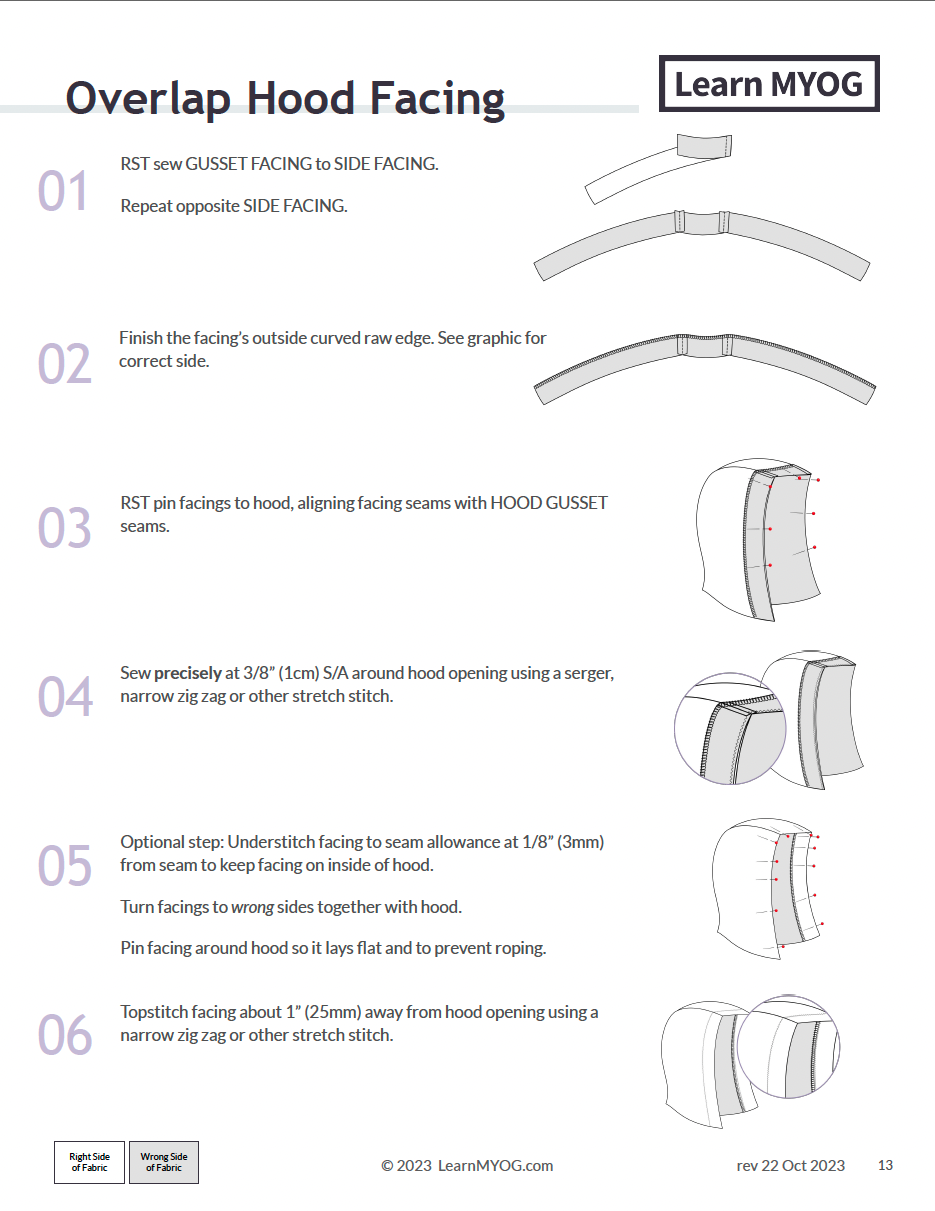 Overlap Hood Facing
Learn MYOG
01
RST sew GUSSET FACING to SIDE FACING.
Repeat opposite SIDE FACING.
02
Finish the facing’s outside curved raw edge. See graphic for
correct side.
03
RST pin facings to hood, aligning facing seams with HOOD GUSSET
seams.
04
Sew precisely at 3/8” (1cm) S/A around hood opening using a serger,
narrow zig zag or other stretch stitch.
05
Optional step: Understitch facing to seam allowance at 1/8” (3mm)
from seam to keep facing on inside of hood.
Turn facings to wrong sides together with hood.
Pin facing around hood so it lays flat and to prevent roping.
06
Topstitch facing about 1” (25mm) away from hood opening using a
narrow zig zag or other stretch stitch.
Right Side
of Fabric
Wrong Side
of Fabric
© 2023 LearnMYOG.com
rev 22 Oct 2023
13